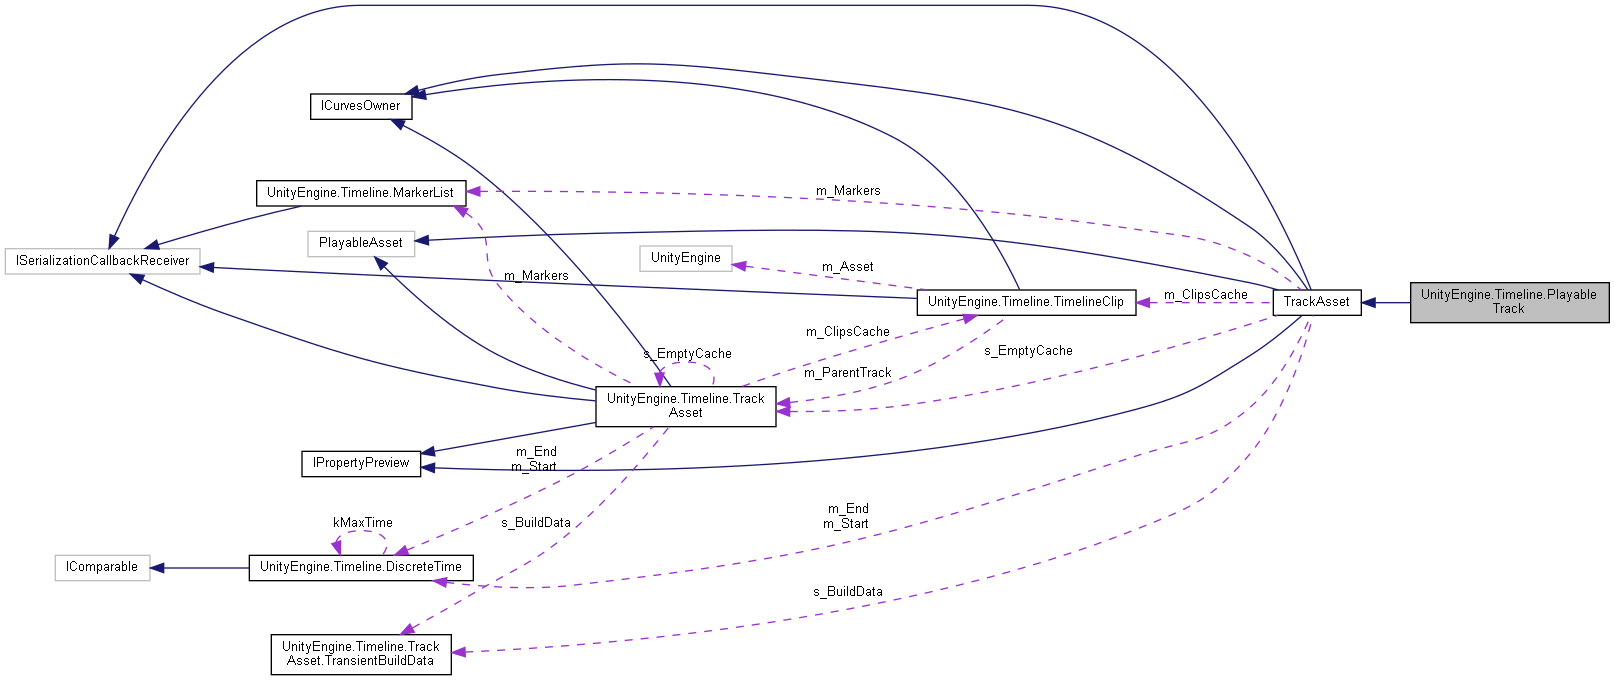 ICurvesOwner
UnityEngine.Timeline.MarkerList
m_Markers
PlayableAsset
ISerializationCallbackReceiver
UnityEngine
m_Asset
m_Markers
UnityEngine.Timeline.TimelineClip
m_ClipsCache
TrackAsset
UnityEngine.Timeline.Playable
Track
m_ClipsCache
s_EmptyCache
s_EmptyCache
m_ParentTrack
UnityEngine.Timeline.Track
Asset
IPropertyPreview
m_End
m_Start
m_End
m_Start
kMaxTime
s_BuildData
IComparable
UnityEngine.Timeline.DiscreteTime
s_BuildData
UnityEngine.Timeline.Track
Asset.TransientBuildData